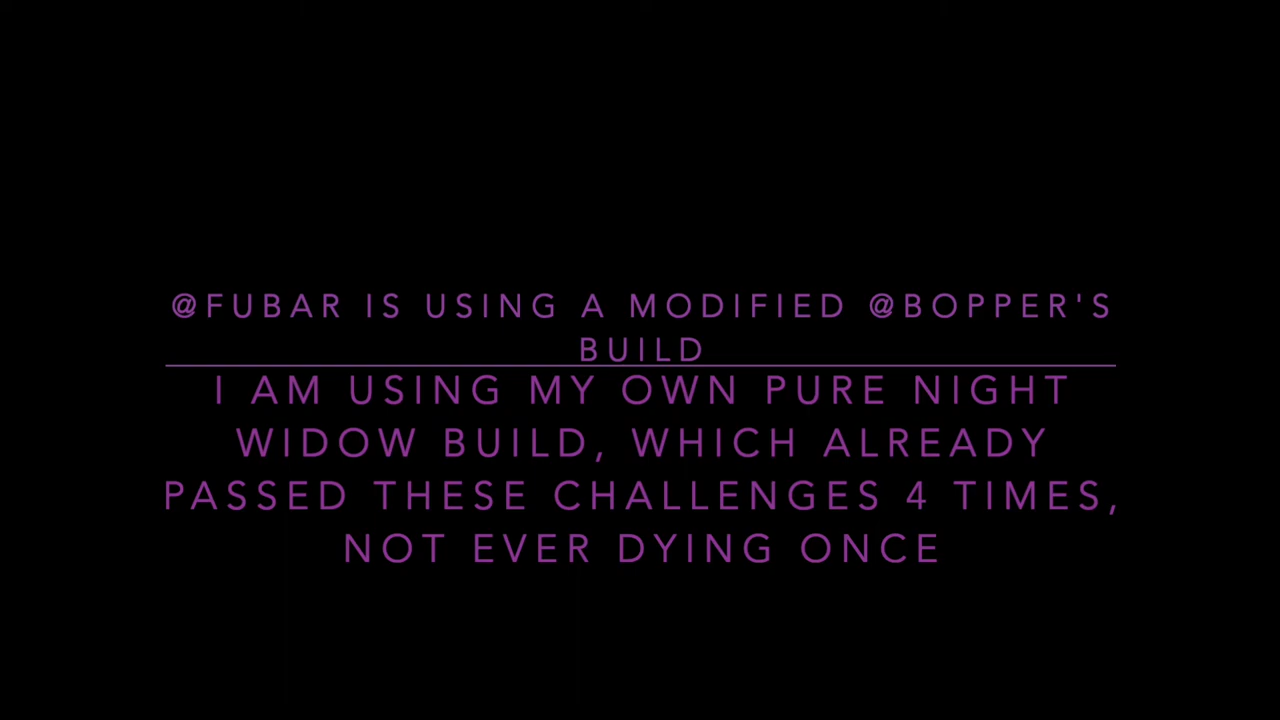 @FUBAR IS USING A MODIFIED @BOPPER'S
BUILD
I AM USING MY OWN PURE NIGHT
WIDOW BUILD, WHICH ALREADY
PASSED THESE CHALLENGES 4 TIMES,
NOT EVER DYING ONCE